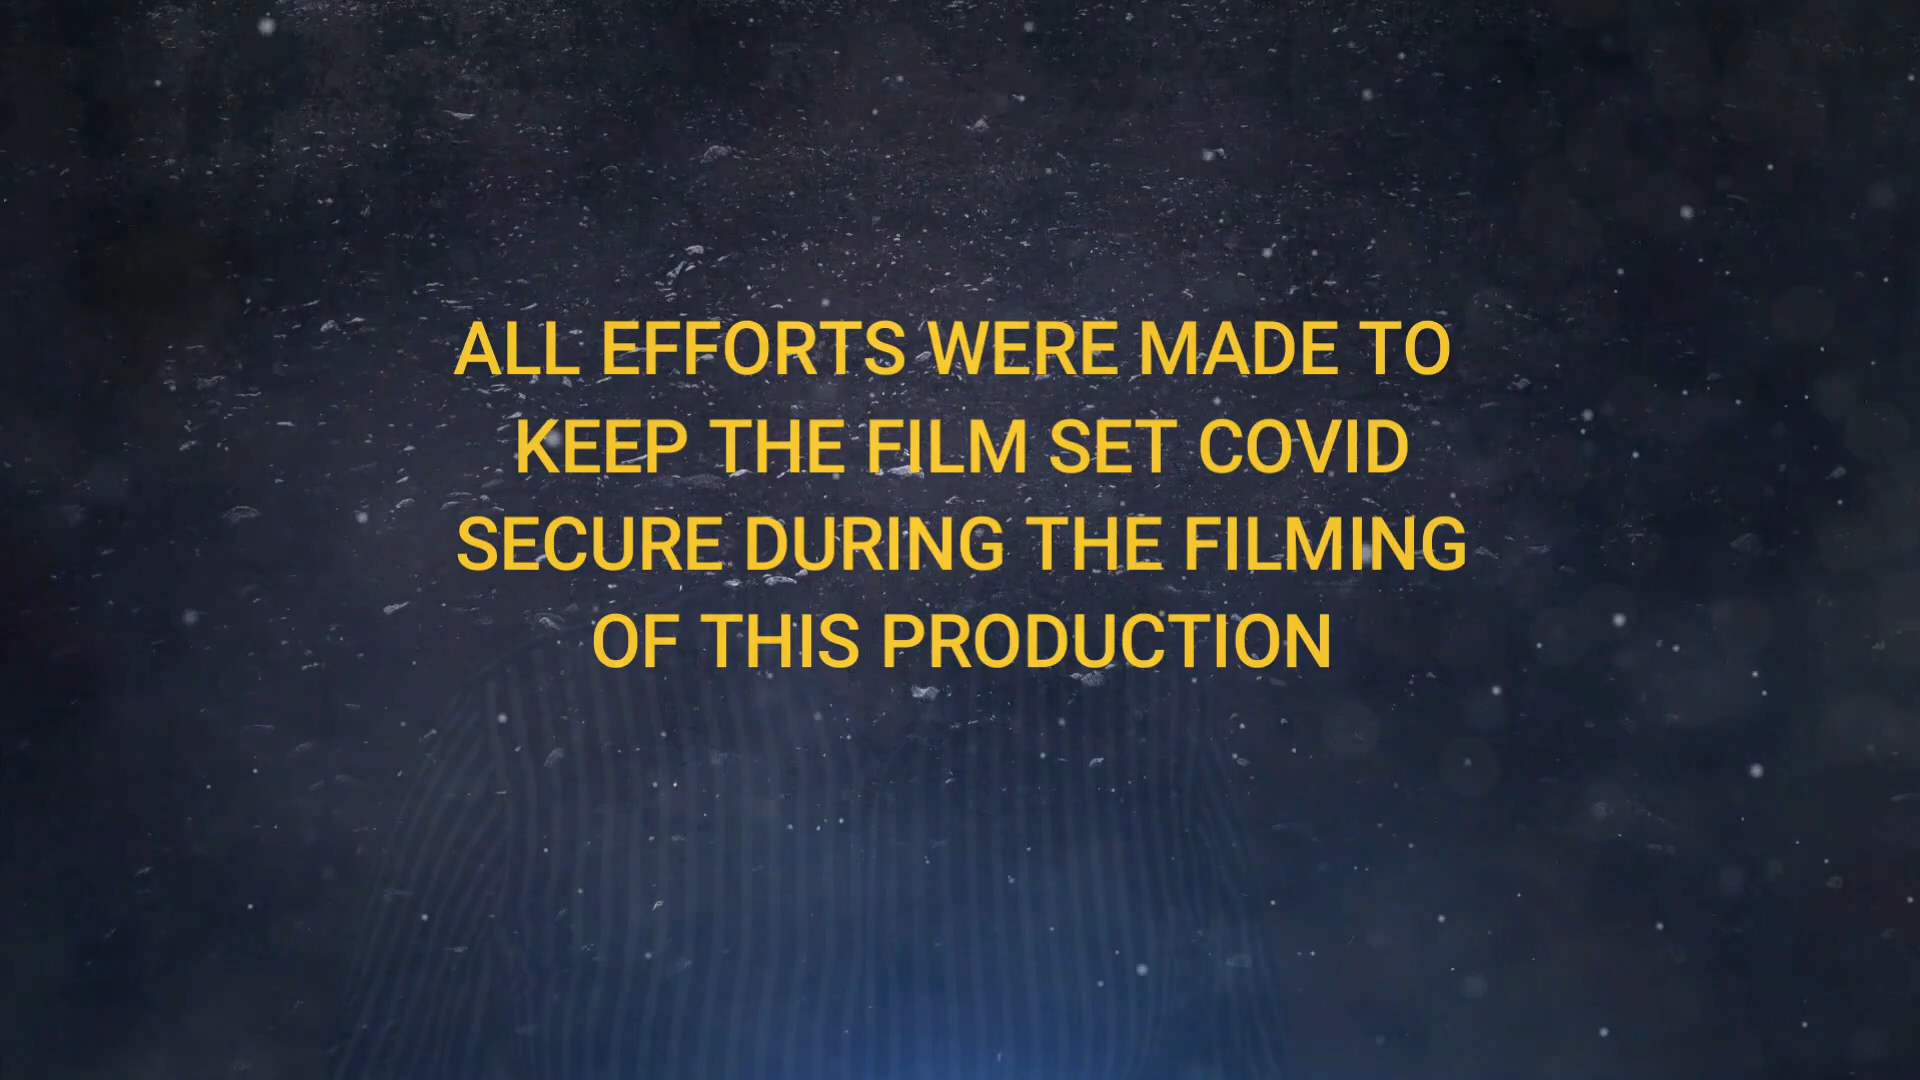 ALL EFFORTS WERE MADE TO
KEEP THE FILM SET COVID
SECURE DURING THE FILMING
OF THIS PRODUCTION